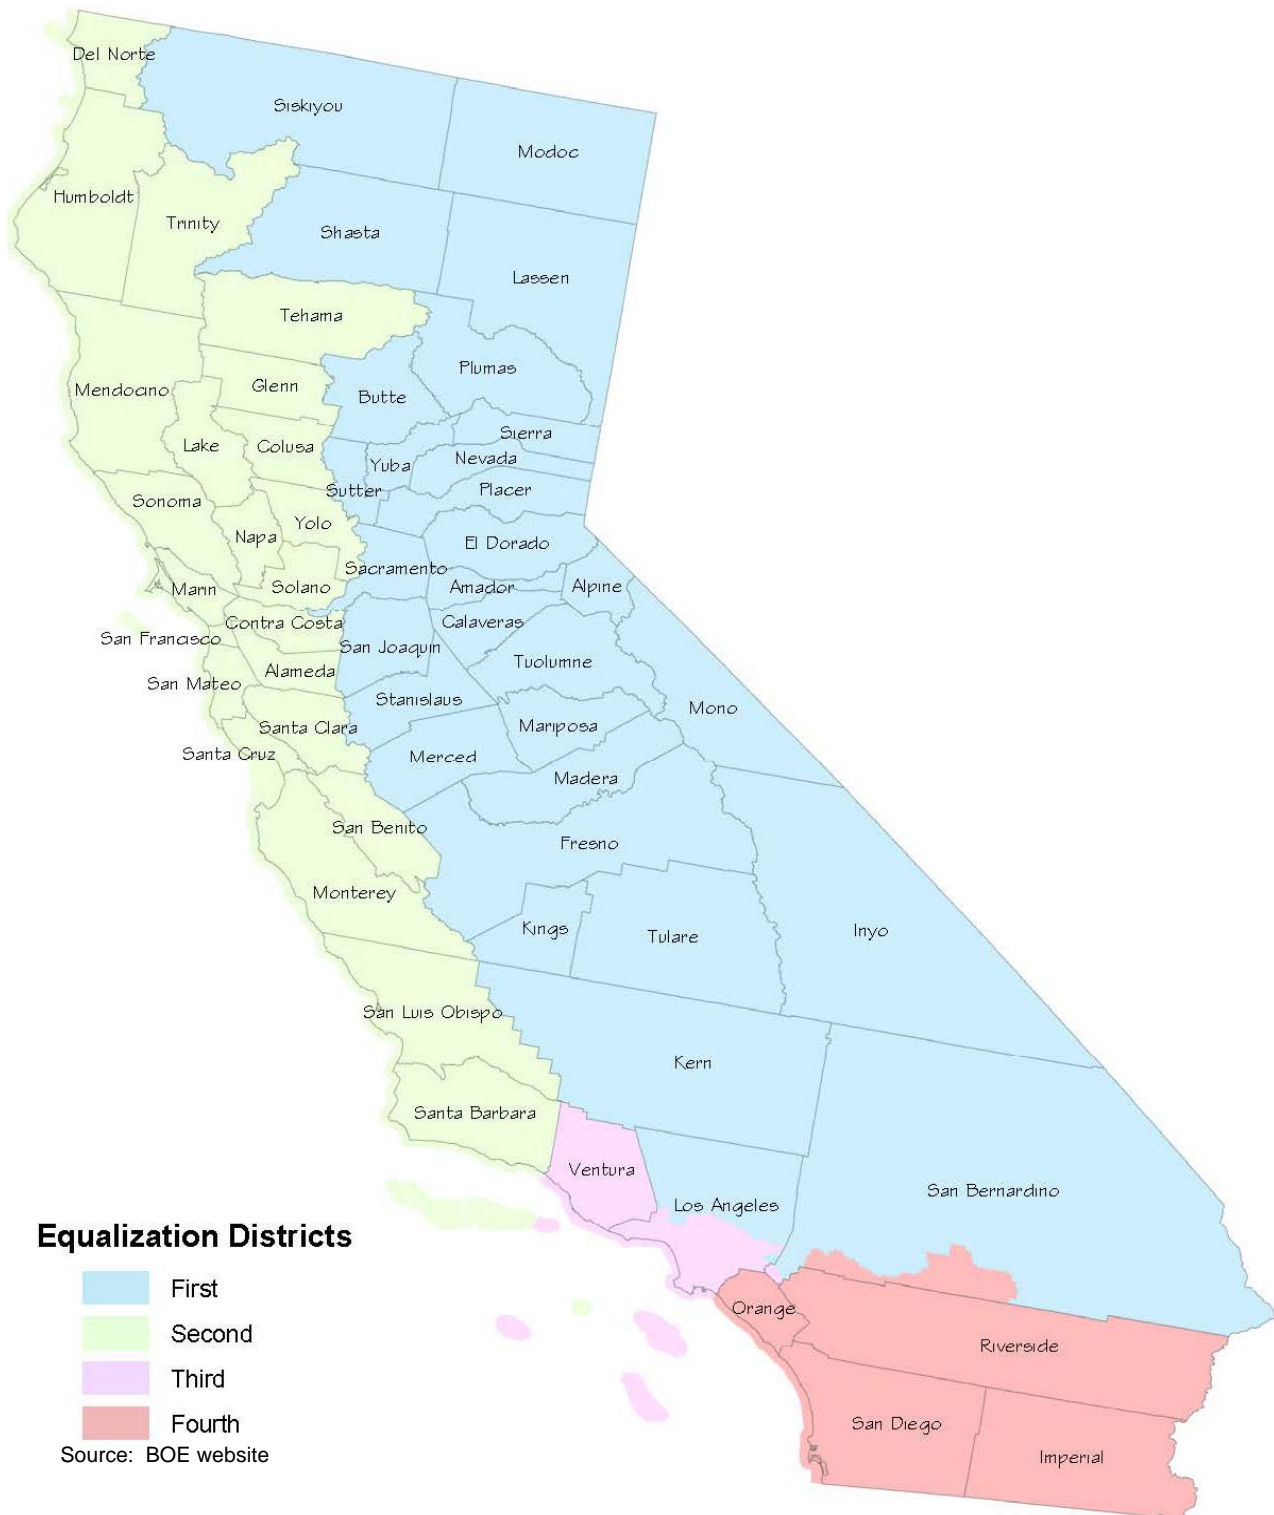 Del Norte
Siskiyou
Modoc
Humboldt
Trinity
Shasta
Lassen
Tehama
Plumas
Mendocino
Glenn
Butte
Lake
Colusa
Sierra
Yuba
Nevada
Sutter
Placer
Sonoma
Napa
Yolo
El Dorado
Sacramento
Marin
Solano
Amador
Alpine
Contra Costa
Calaveras
San Francisco
San Joaquin
Tuolumne
Alameda
San Mateo
Stanislaus
Mono
Santa Clara
Mariposa
Santa Cruz
Merced
Madera
San Benito
Fresno
Monterey
Kings
Tulare
Inyo
San Luis Obispo
Kern
Santa Barbara
Ventura
Los Angeles
San Bernardino
Orange
Riverside
San Diego
Imperial
Equalization Districts
First
Second
Third
Fourth
Source: BOE website